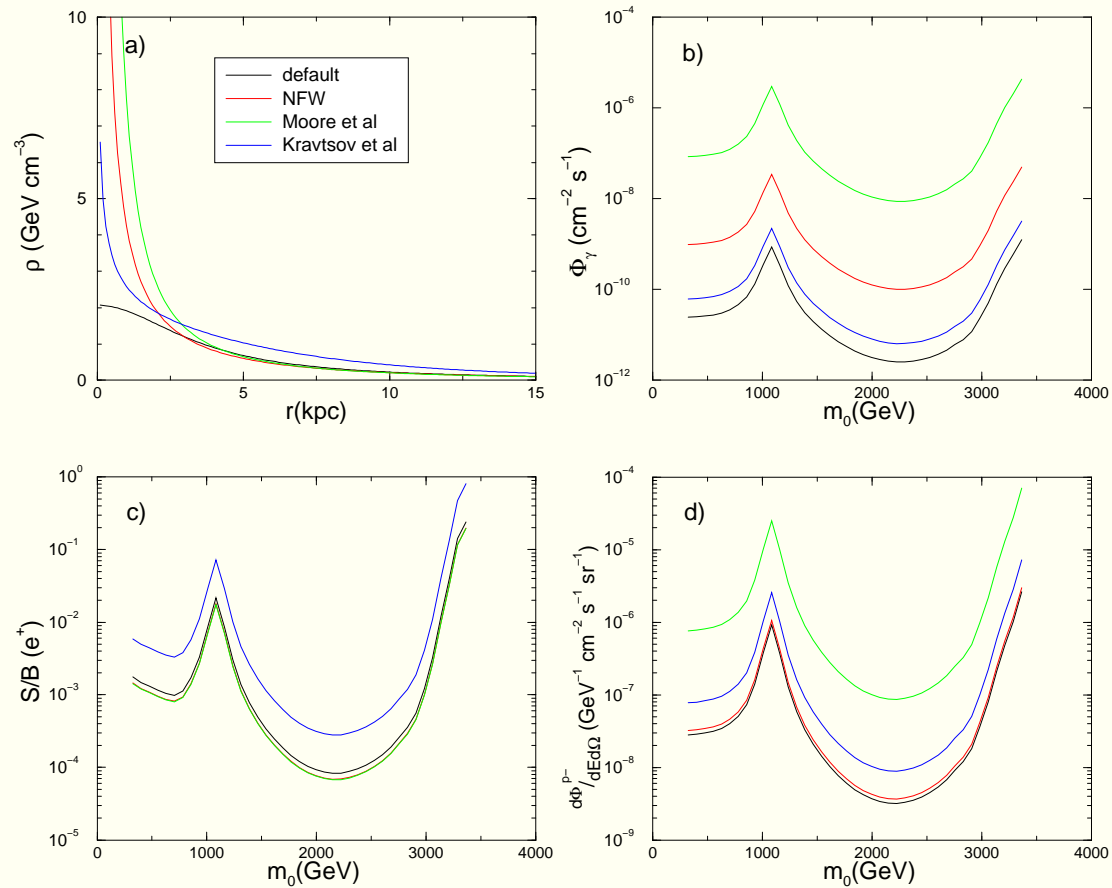 a)
default
NFW
Moore et al
Kravtsov et al
10
5
0
ρ (GeV cm⁻³)
0 5 10 15
r(kpc)
b)
10⁻⁴
10⁻⁶
10⁻⁸
10⁻¹⁰
10⁻¹²
Φγ (cm⁻² s⁻¹)
0 1000 2000 3000 4000
m₀(GeV)
c)
10⁰
10⁻¹
10⁻²
10⁻³
10⁻⁴
10⁻⁵
S/B (e⁺)
0 1000 2000 3000 4000
m₀(GeV)
d)
10⁻⁴
10⁻⁵
10⁻⁶
10⁻⁷
10⁻⁸
10⁻⁹
dΦᵖ⁻/dEdΩ (GeV⁻¹ cm⁻² s⁻¹ sr⁻¹)
0 1000 2000 3000 4000
m₀(GeV)